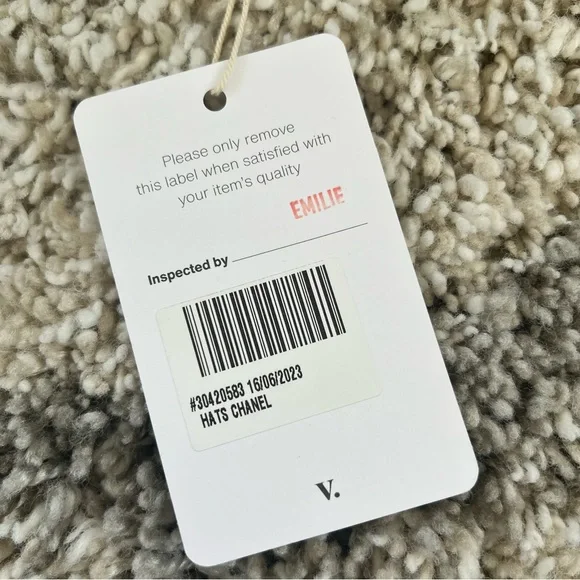 Please only remove
this label when satisfied with
your item's quality
EMILIE
Inspected by
#30420583 16/06/2023
HATS CHANEL
V.